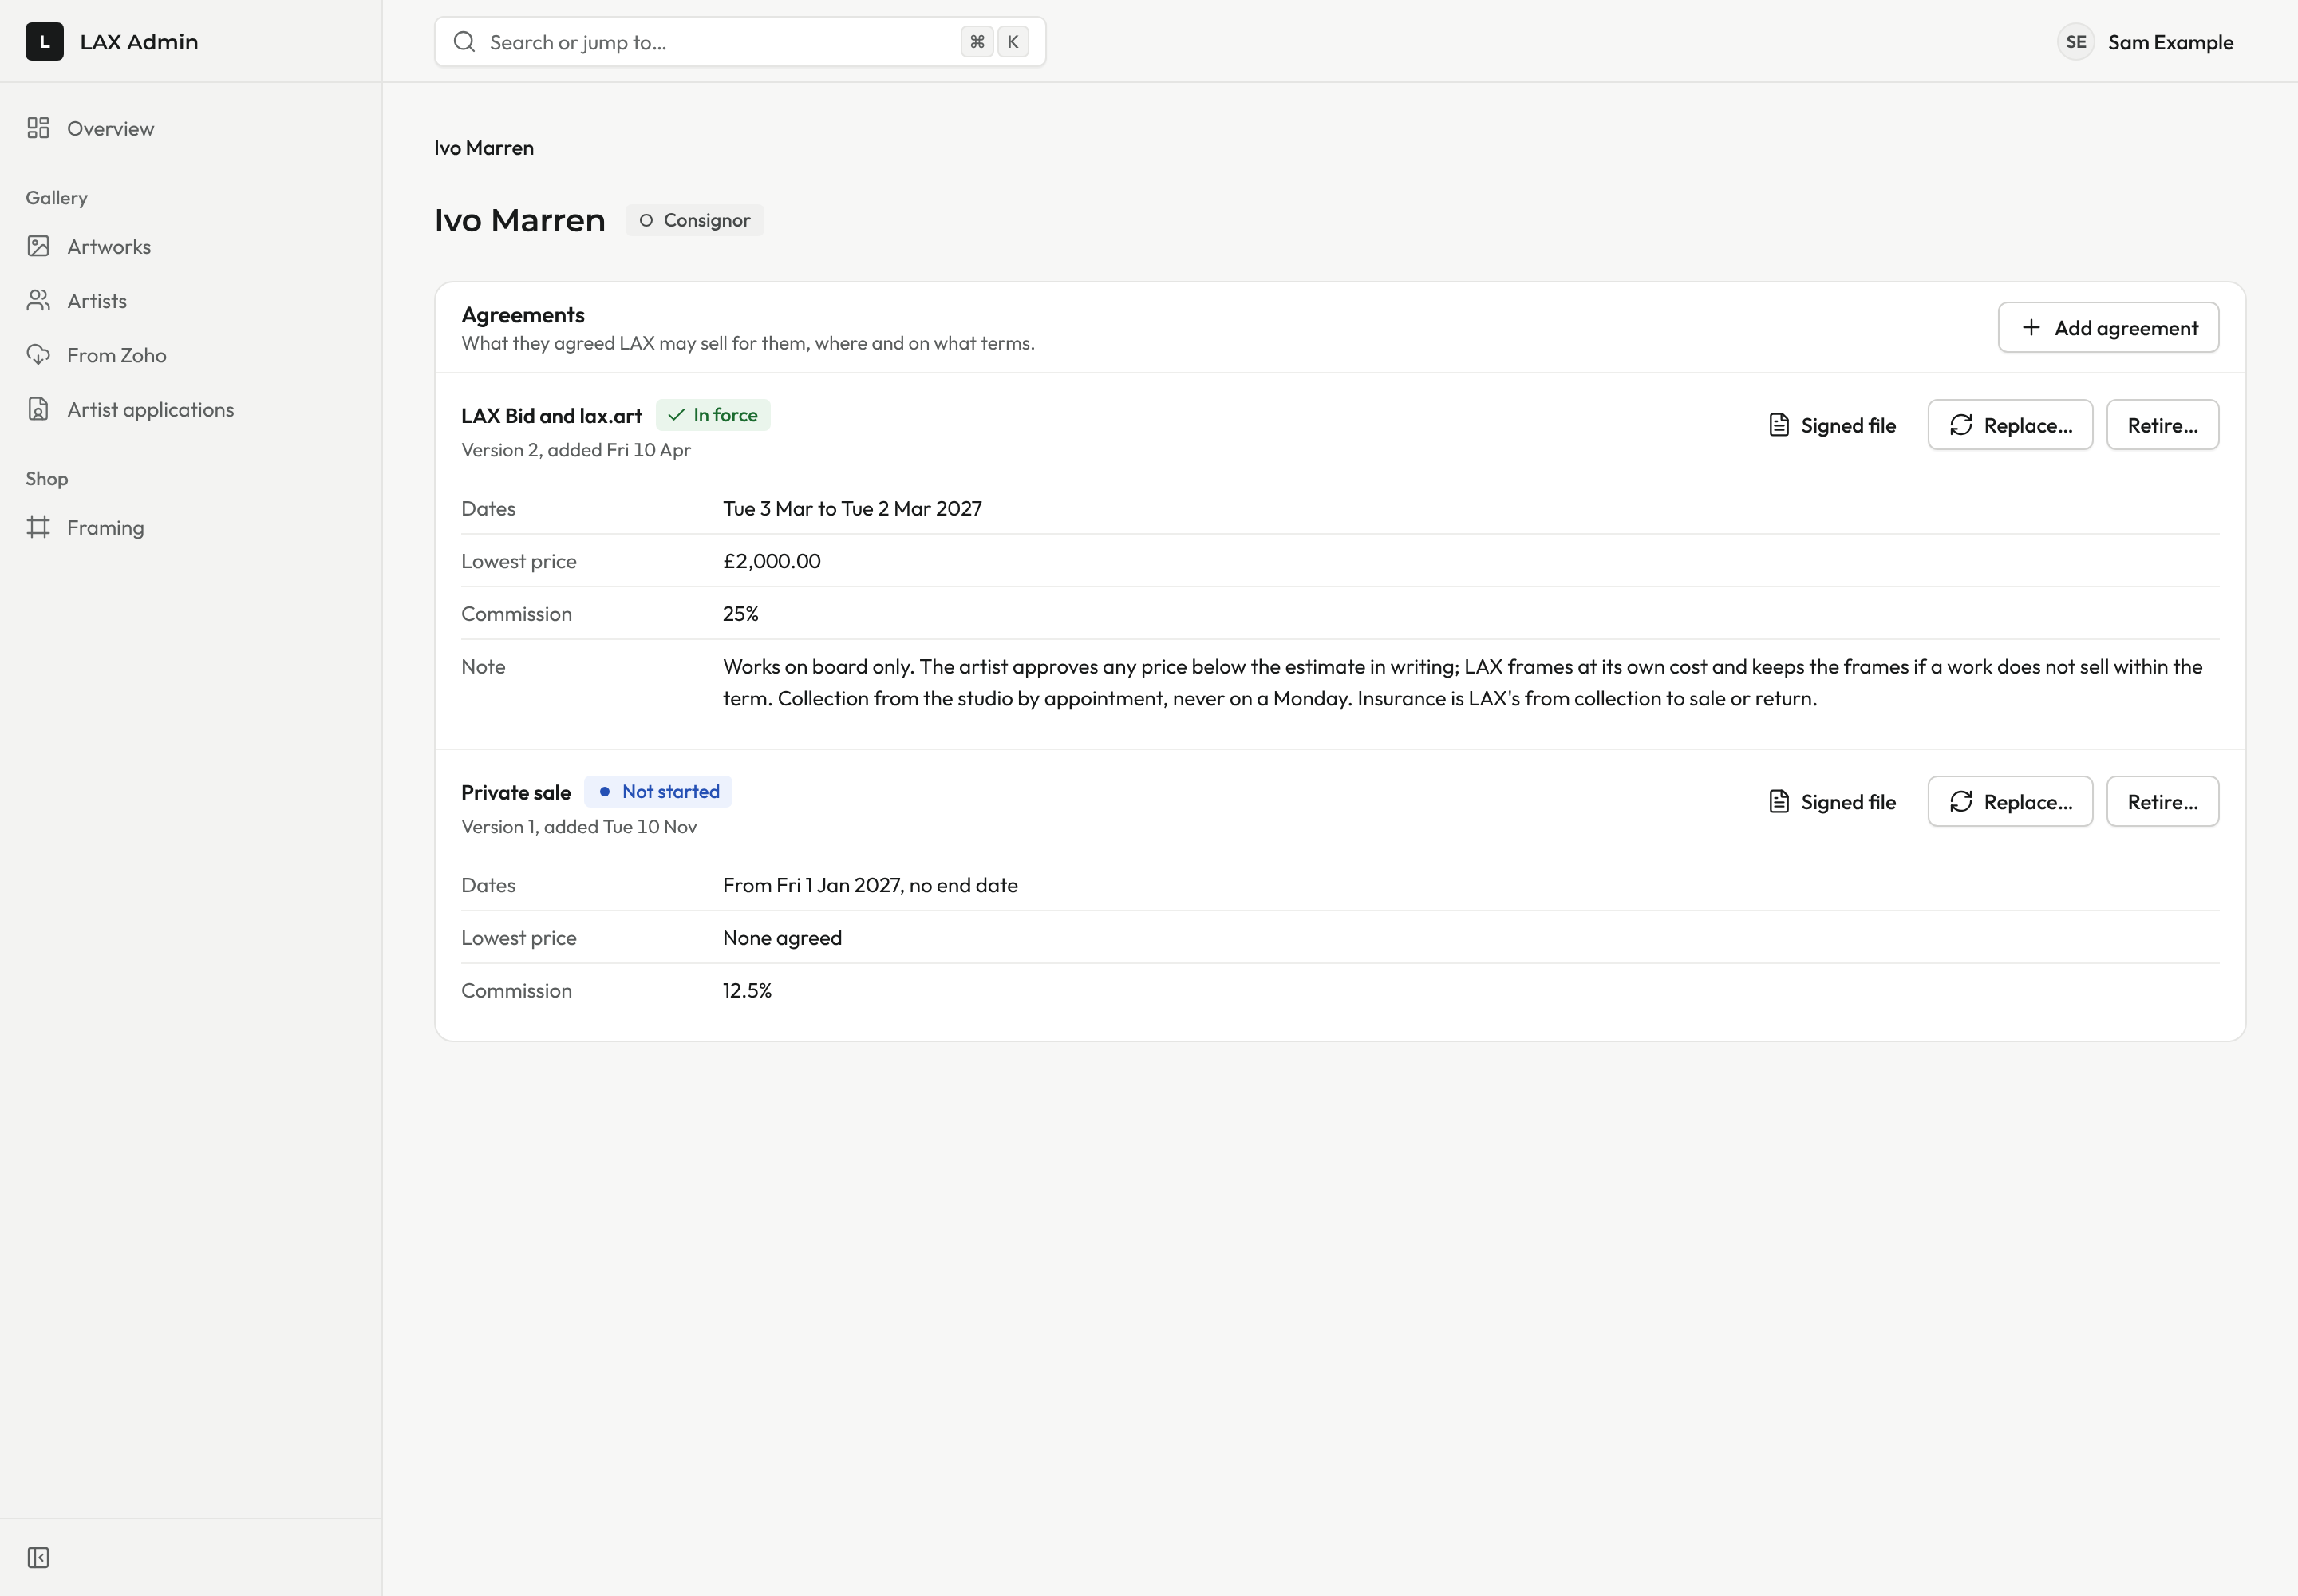 L LAX Admin
Search or jump to...
⌘ K
SE Sam Example
Overview
Gallery
Artworks
Artists
From Zoho
Artist applications
Shop
Framing
Ivo Marren
Ivo Marren
Consignor
Agreements
What they agreed LAX may sell for them, where and on what terms.
Add agreement
LAX Bid and lax.art
In force
Version 2, added Fri 10 Apr
Signed file
Replace...
Retire...
Dates
Tue 3 Mar to Tue 2 Mar 2027
Lowest price
£2,000.00
Commission
25%
Note
Works on board only. The artist approves any price below the estimate in writing; LAX frames at its own cost and keeps the frames if a work does not sell within the
term. Collection from the studio by appointment, never on a Monday. Insurance is LAX's from collection to sale or return.
Private sale
Not started
Version 1, added Tue 10 Nov
Signed file
Replace...
Retire...
Dates
From Fri 1 Jan 2027, no end date
Lowest price
None agreed
Commission
12.5%